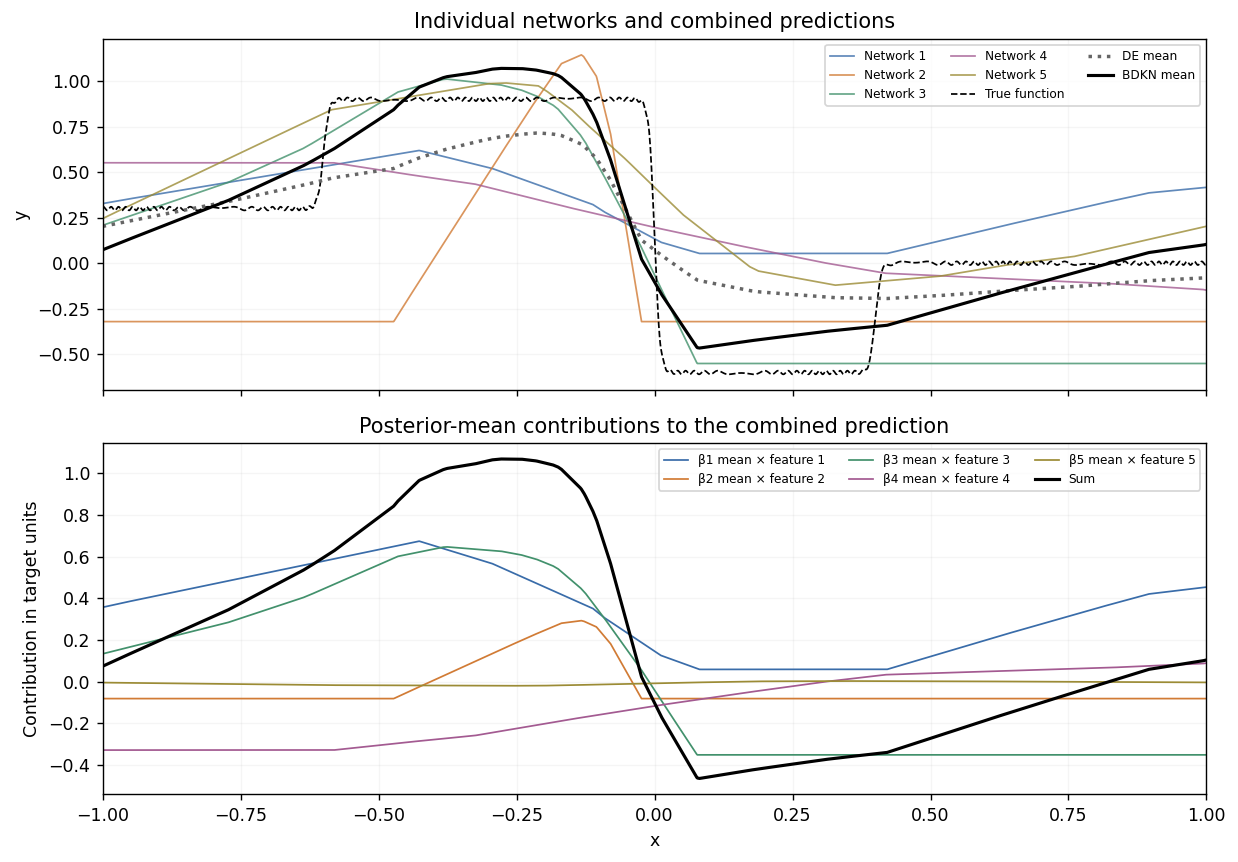 Individual networks and combined predictions
Network 1
Network 2
Network 3
Network 4
Network 5
True function
DE mean
BDKN mean
1.00
0.75
0.50
0.25
0.00
−0.25
−0.50
y
Posterior-mean contributions to the combined prediction
β1 mean × feature 1
β2 mean × feature 2
β3 mean × feature 3
β4 mean × feature 4
β5 mean × feature 5
Sum
1.0
0.8
0.6
0.4
0.2
0.0
−0.2
−0.4
Contribution in target units
−1.00 −0.75 −0.50 −0.25 0.00 0.25 0.50 0.75 1.00
x